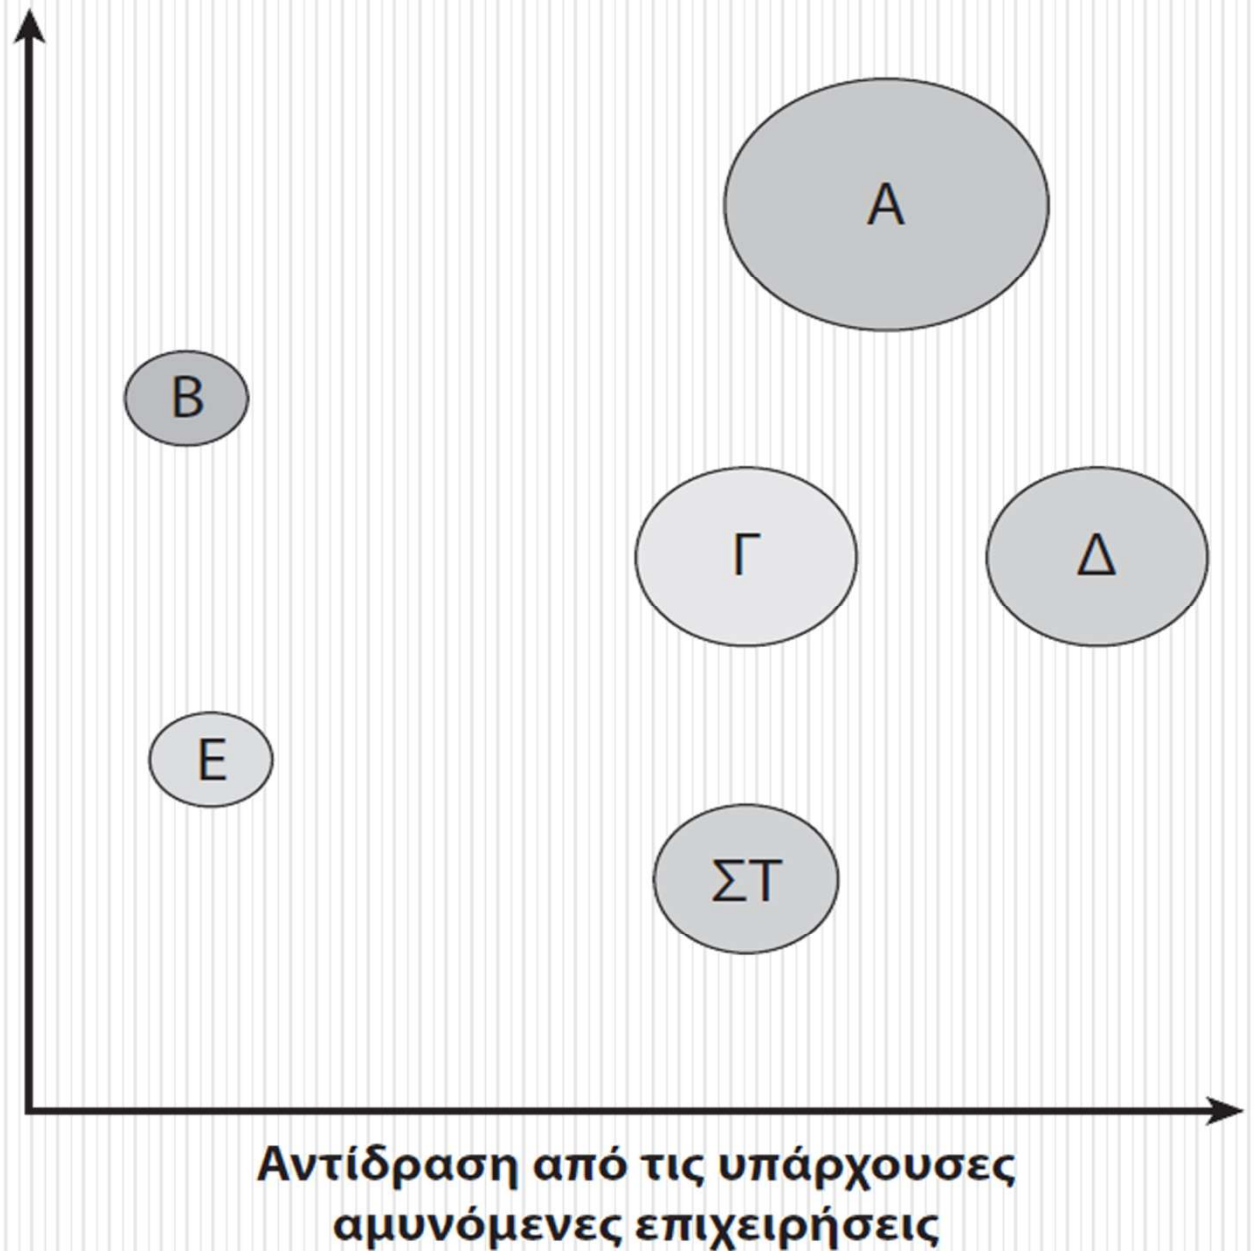 Α
Β
Γ
Δ
Ε
ΣΤ
Αντίδραση από τις υπάρχουσες
αμυνόμενες επιχειρήσεις